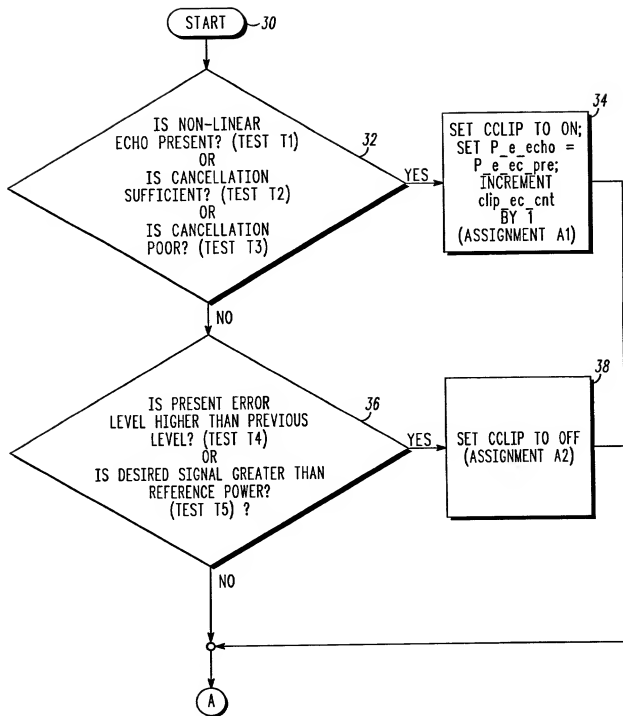 START
30
IS NON-LINEAR
ECHO PRESENT? (TEST T1)
OR
IS CANCELLATION
SUFFICIENT? (TEST T2)
OR
IS CANCELLATION
POOR? (TEST T3)
32
YES
34
SET CCLIP TO ON;
SET P_e_echo =
P_e_ec_pre;
INCREMENT
clip_ec_cnt
BY 1
(ASSIGNMENT A1)
NO
IS PRESENT ERROR
LEVEL HIGHER THAN PREVIOUS
LEVEL? (TEST T4)
OR
IS DESIRED SIGNAL GREATER THAN
REFERENCE POWER?
(TEST T5) ?
36
YES
38
SET CCLIP TO OFF
(ASSIGNMENT A2)
NO
A